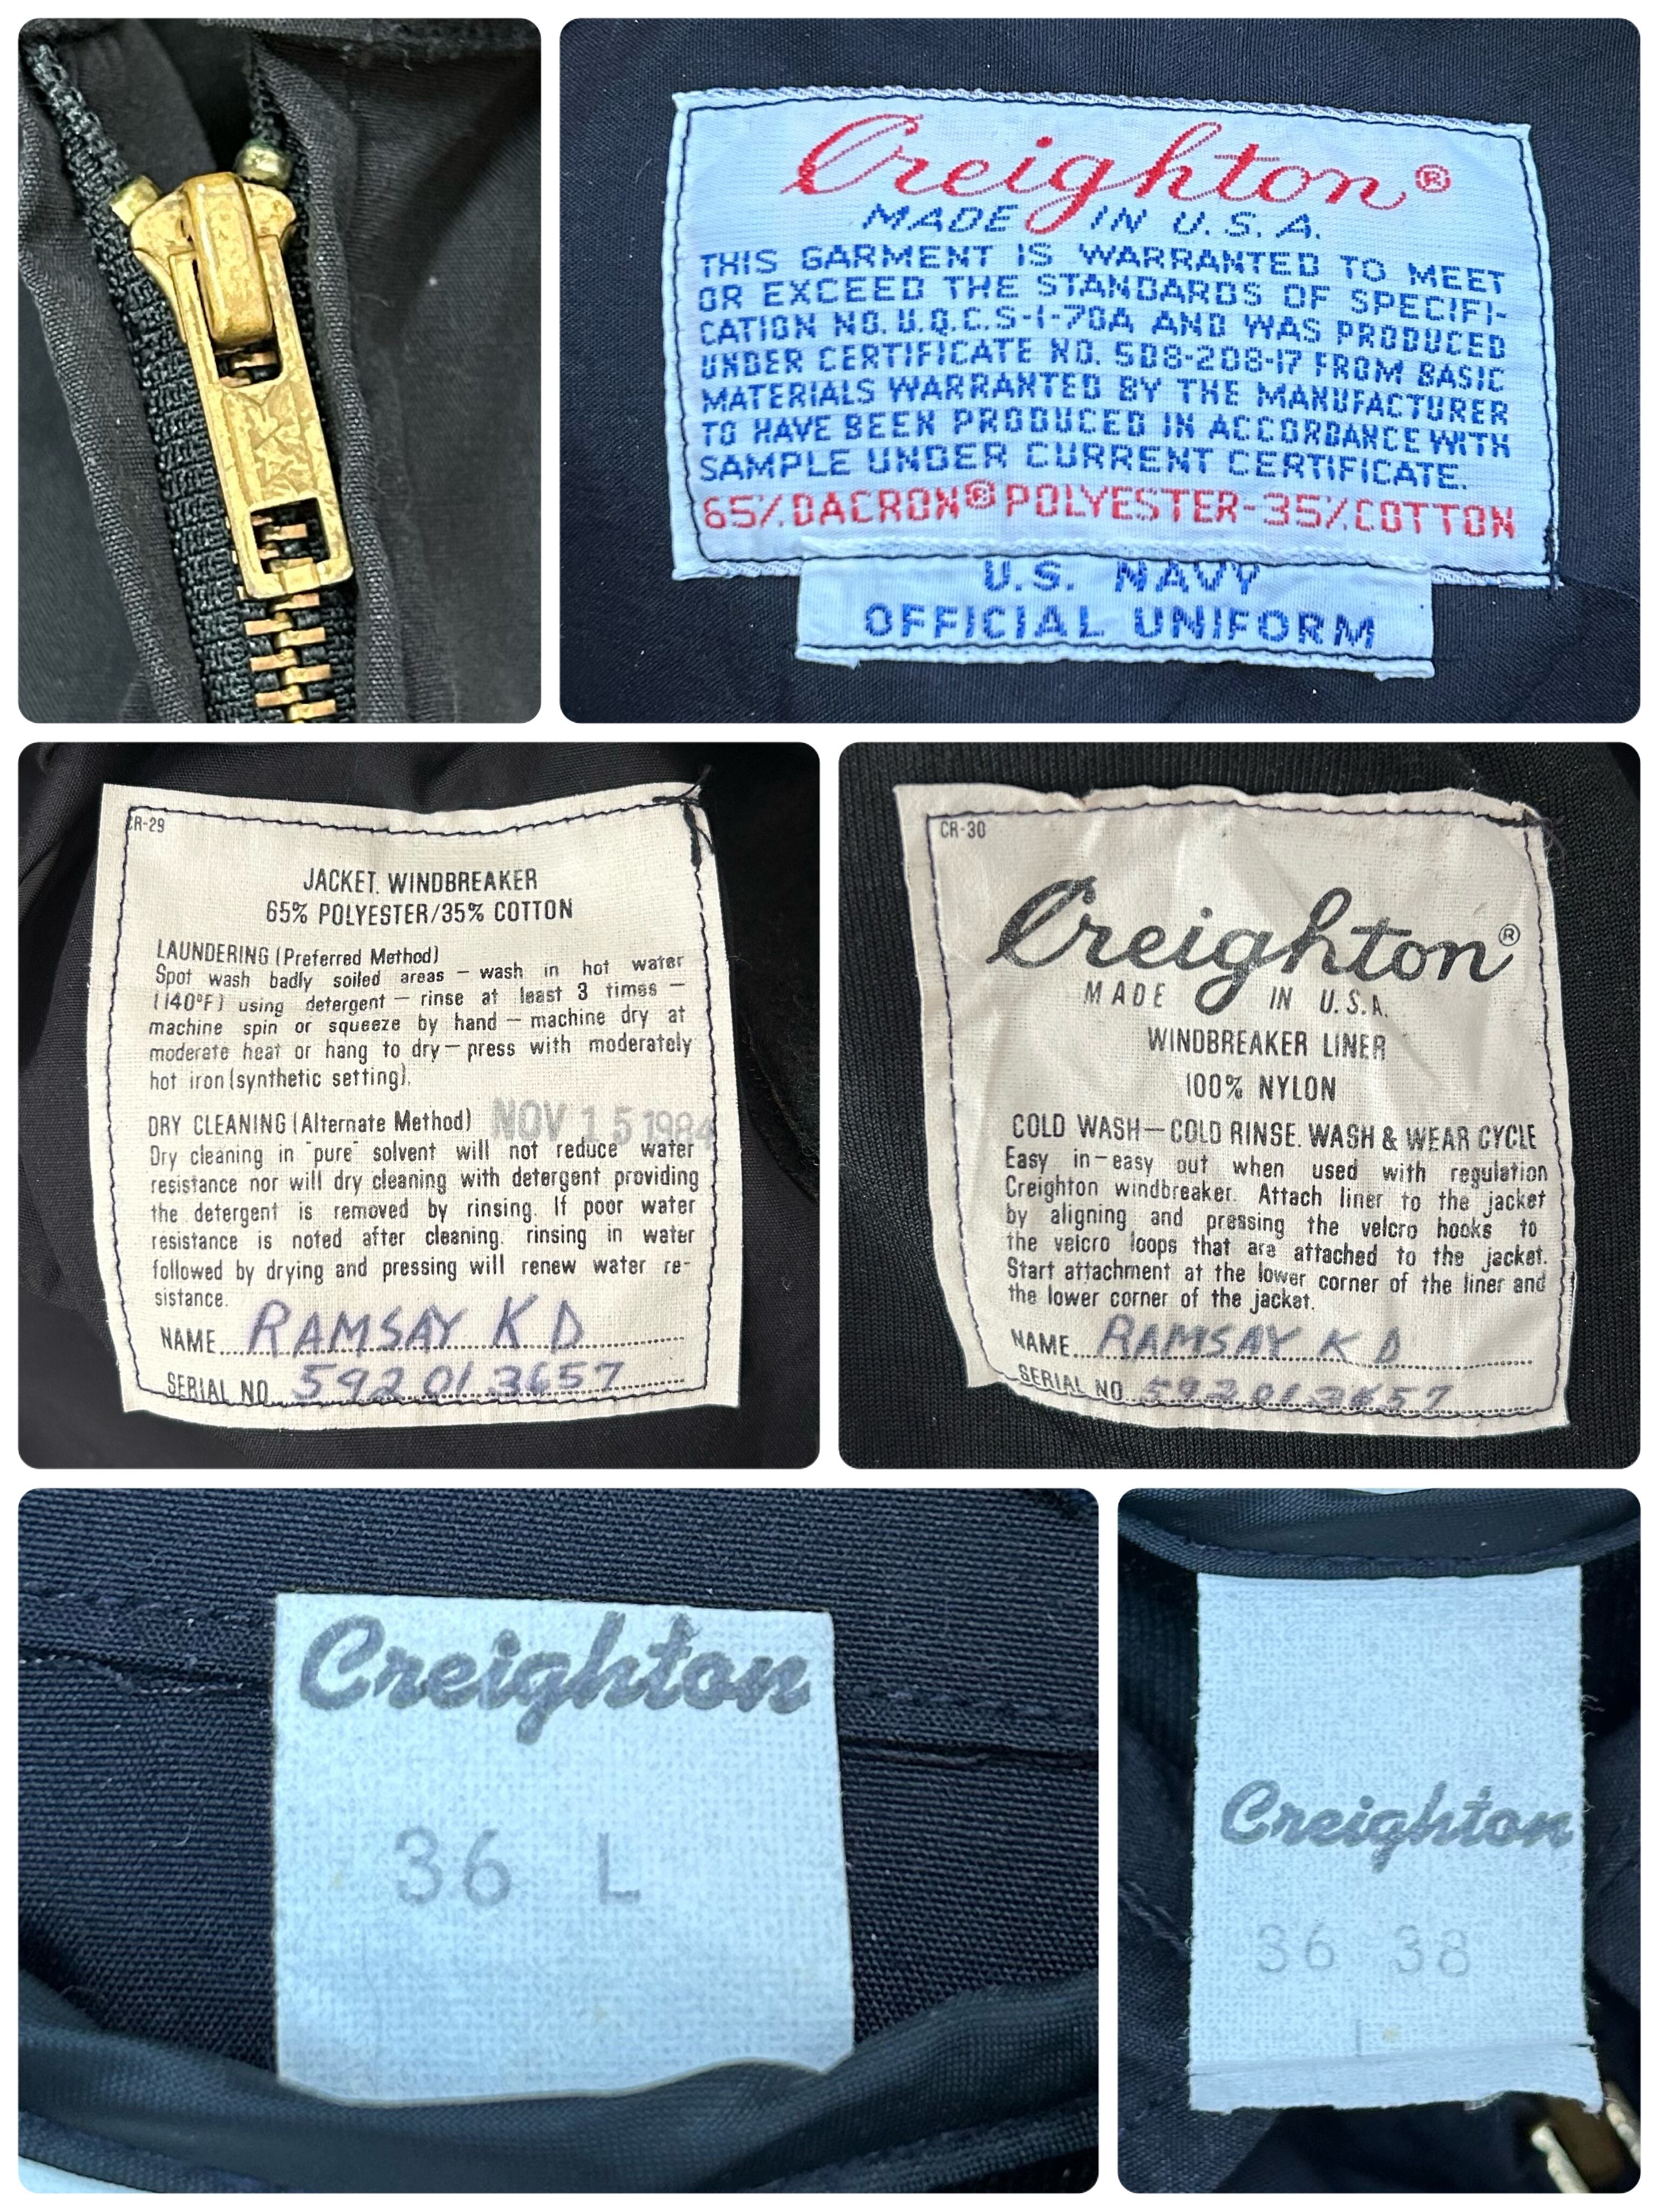 Creighton®
MADE IN U.S.A.
THIS GARMENT IS WARRANTED TO MEET
OR EXCEED THE STANDARDS OF SPECIFI-
CATION NO. U.Q.C.S-1-70A AND WAS PRODUCED
UNDER CERTIFICATE NO. SD8-208-17 FROM BASIC
MATERIALS WARRANTED BY THE MANUFACTURER
TO HAVE BEEN PRODUCED IN ACCORDANCE WITH
SAMPLE UNDER CURRENT CERTIFICATE.
65% DACRON® POLYESTER-35% COTTON
U.S. NAVY
OFFICIAL UNIFORM
CR-29
JACKET, WINDBREAKER
65% POLYESTER/35% COTTON
LAUNDERING (Preferred Method)
Spot wash badly soiled areas — wash in hot water
(140°F) using detergent — rinse at least 3 times —
machine spin or squeeze by hand — machine dry at
moderate heat or hang to dry — press with moderately
hot iron (synthetic setting).
DRY CLEANING (Alternate Method) NOV 15 1984
Dry cleaning in "pure" solvent will not reduce water
resistance nor will dry cleaning with detergent providing
the detergent is removed by rinsing. If poor water
resistance is noted after cleaning, rinsing in water
followed by drying and pressing will renew water re-
sistance.
NAME RAMSAY K D
SERIAL NO. 592 01 3657
CR-30
Creighton®
MADE IN U.S.A.
WINDBREAKER LINER
100% NYLON
COLD WASH — COLD RINSE. WASH & WEAR CYCLE
Easy in-easy out when used with regulation
Creighton windbreaker. Attach liner to the jacket
by aligning and pressing the velcro hooks to
the velcro loops that are attached to the jacket.
Start attachment at the lower corner of the liner and
the lower corner of the jacket.
NAME RAMSAY K D
SERIAL NO. 592 01 3657
Creighton
36 L
Creighton
36 38
L